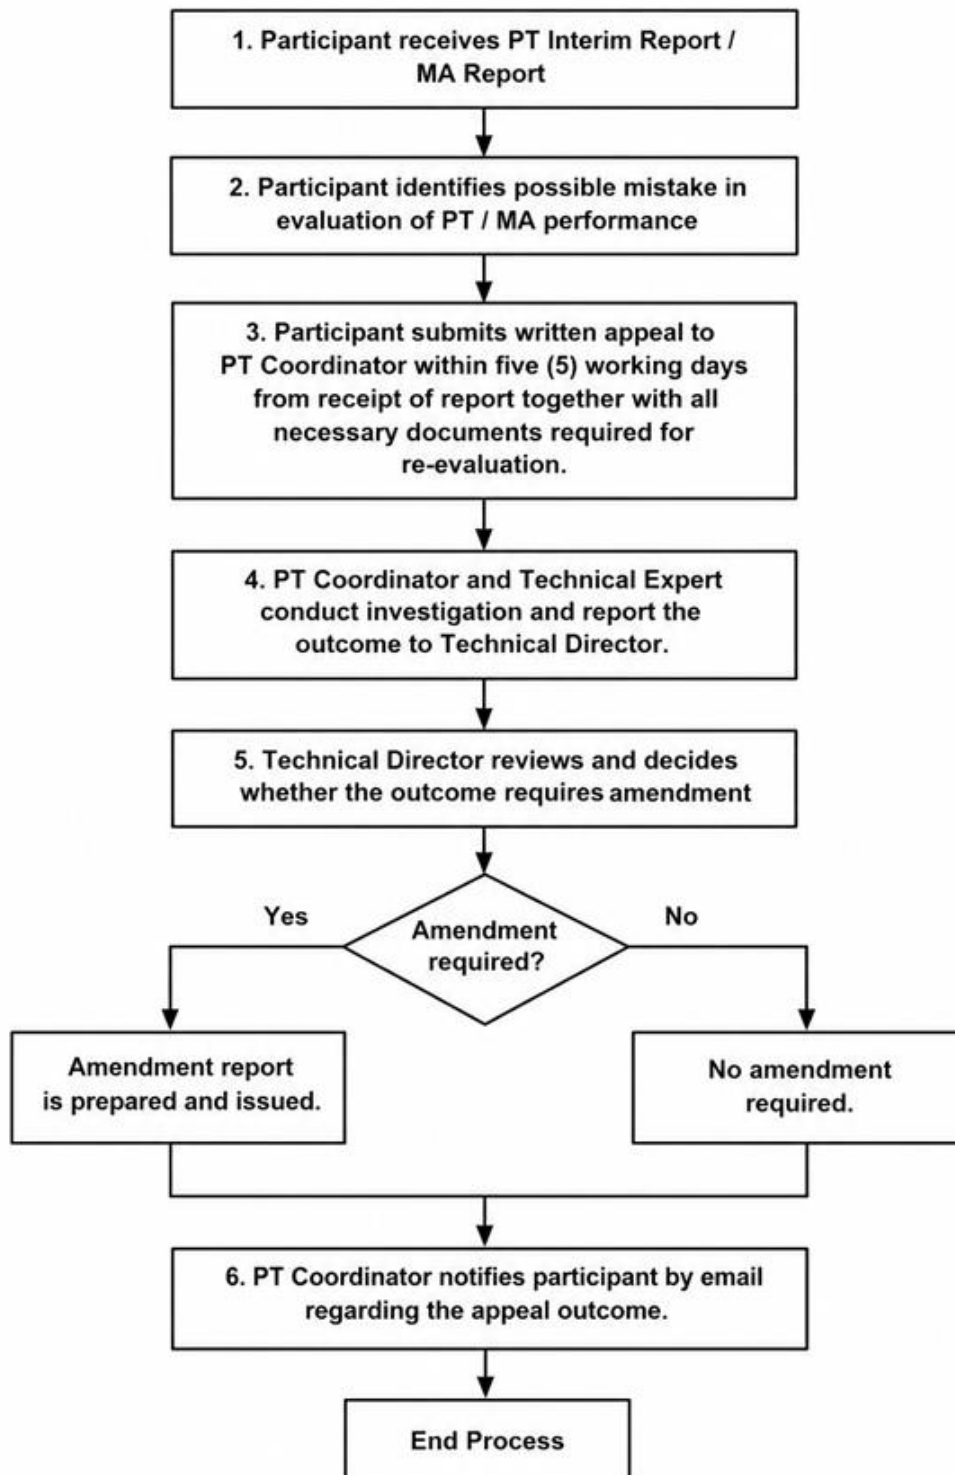 1. Participant receives PT Interim Report /
MA Report
2. Participant identifies possible mistake in
evaluation of PT / MA performance
3. Participant submits written appeal to
PT Coordinator within five (5) working days
from receipt of report together with all
necessary documents required for
re-evaluation.
4. PT Coordinator and Technical Expert
conduct investigation and report the
outcome to Technical Director.
5. Technical Director reviews and decides
whether the outcome requires amendment
Amendment
required?
Yes
No
Amendment report
is prepared and issued.
No amendment
required.
6. PT Coordinator notifies participant by email
regarding the appeal outcome.
End Process